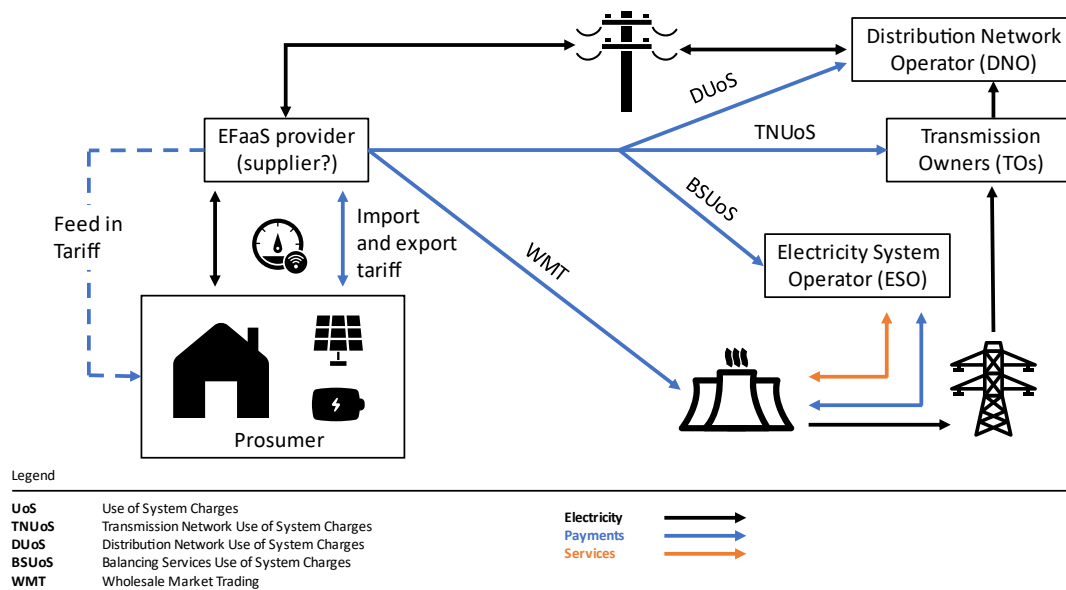 Distribution Network
Operator (DNO)
DUoS
EFaaS provider
(supplier?)
TNUoS
Transmission
Owners (TOs)
BSUoS
Feed in
Tariff
Import
and export
tariff
WMT
Electricity System
Operator (ESO)
Prosumer
Legend
UoS Use of System Charges
TNUoS Transmission Network Use of System Charges
DUoS Distribution Network Use of System Charges
BSUoS Balancing Services Use of System Charges
WMT Wholesale Market Trading
Electricity
Payments
Services